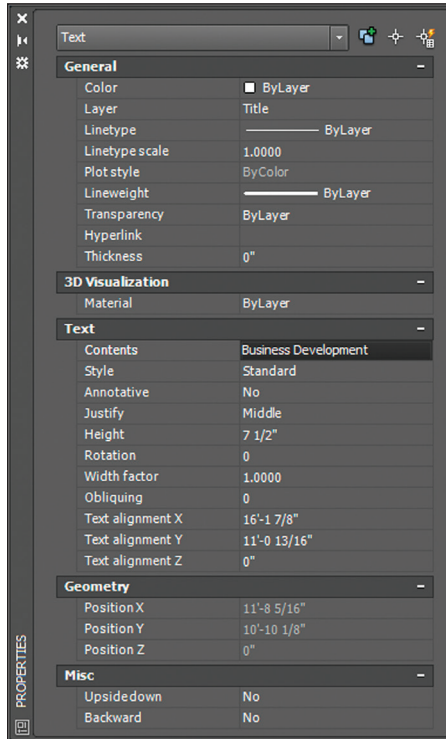 Text
General
Color ByLayer
Layer Title
Linetype ByLayer
Linetype scale 1.0000
Plot style ByColor
Lineweight ByLayer
Transparency ByLayer
Hyperlink
Thickness 0"
3D Visualization
Material ByLayer
Text
Contents Business Development
Style Standard
Annotative No
Justify Middle
Height 7 1/2"
Rotation 0
Width factor 1.0000
Obliquing 0
Text alignment X 16'-1 7/8"
Text alignment Y 11'-0 13/16"
Text alignment Z 0"
Geometry
Position X 11'-8 5/16"
Position Y 10'-10 1/8"
Position Z 0"
Misc
Upside down No
Backward No
PROPERTIES